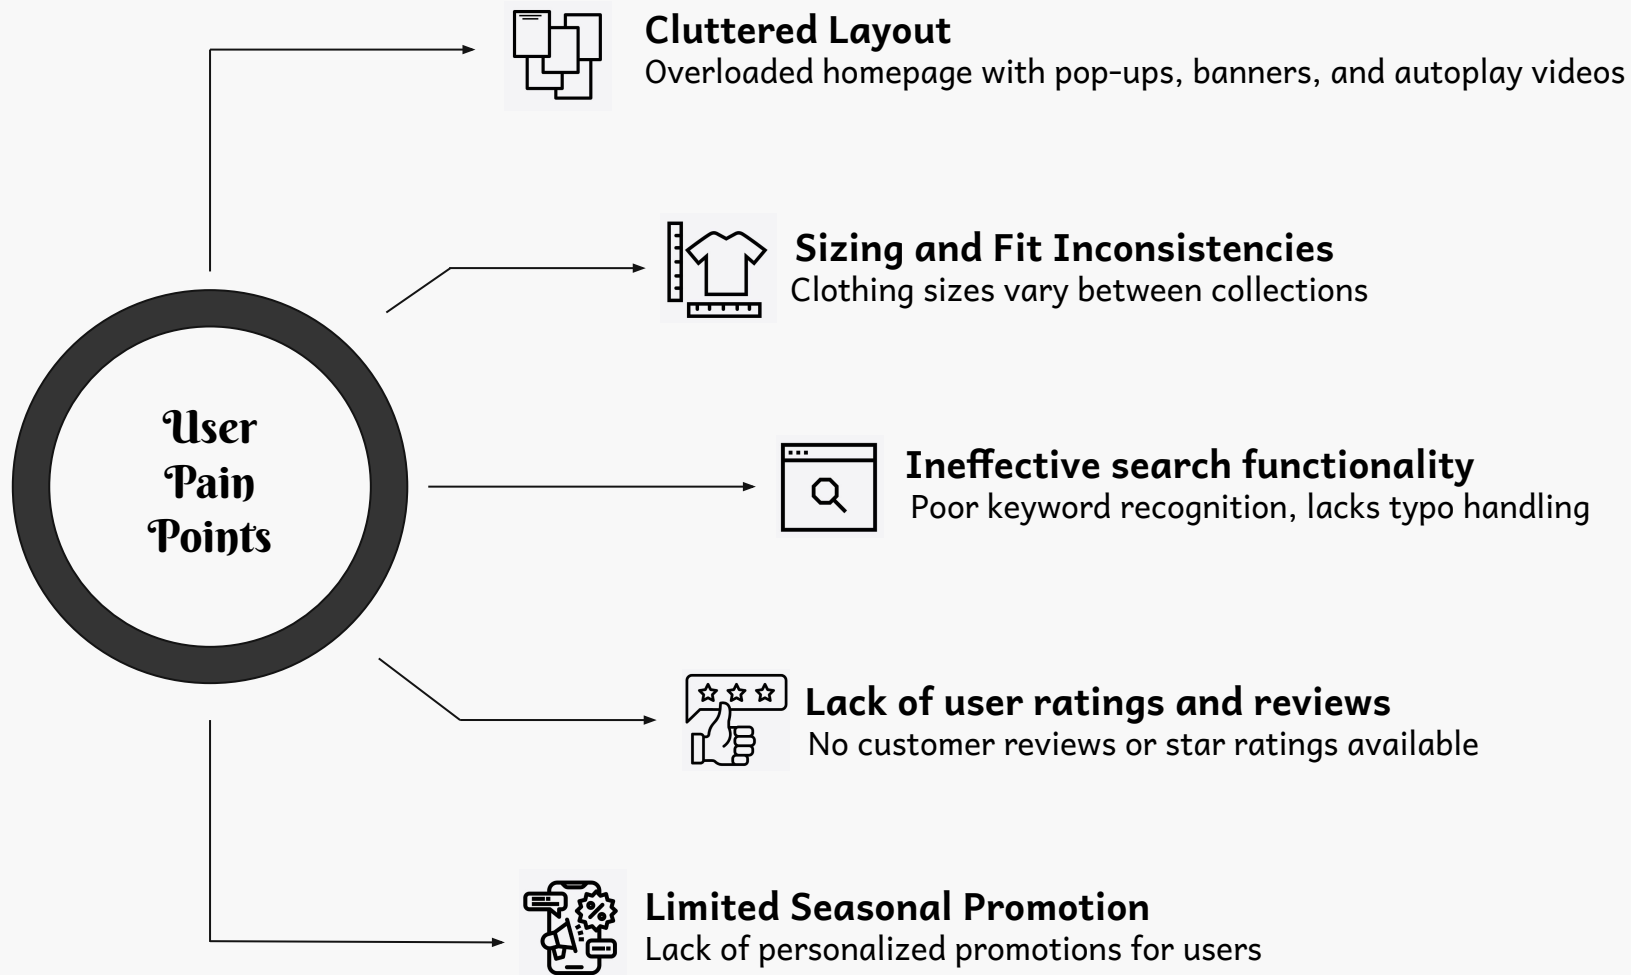 Cluttered Layout
Overloaded homepage with pop-ups, banners, and autoplay videos
Sizing and Fit Inconsistencies
Clothing sizes vary between collections
User
Pain
Points
Ineffective search functionality
Poor keyword recognition, lacks typo handling
Lack of user ratings and reviews
No customer reviews or star ratings available
Limited Seasonal Promotion
Lack of personalized promotions for users